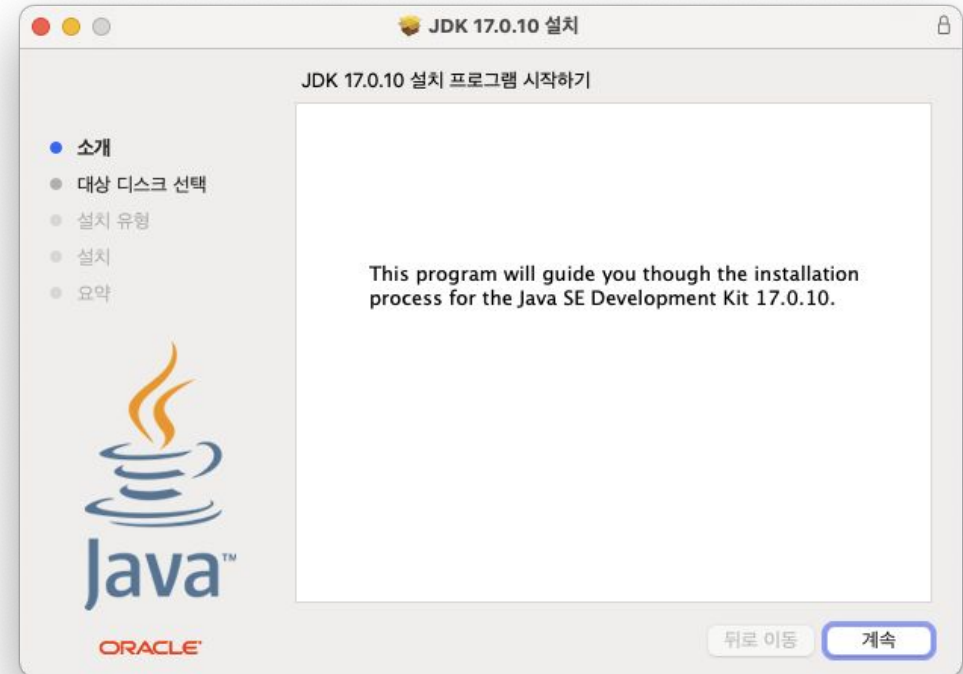 JDK 17.0.10 설치
JDK 17.0.10 설치 프로그램 시작하기
소개
대상 디스크 선택
설치 유형
설치
요약
This program will guide you though the installation
process for the Java SE Development Kit 17.0.10.
Java™
ORACLE®
뒤로 이동
계속